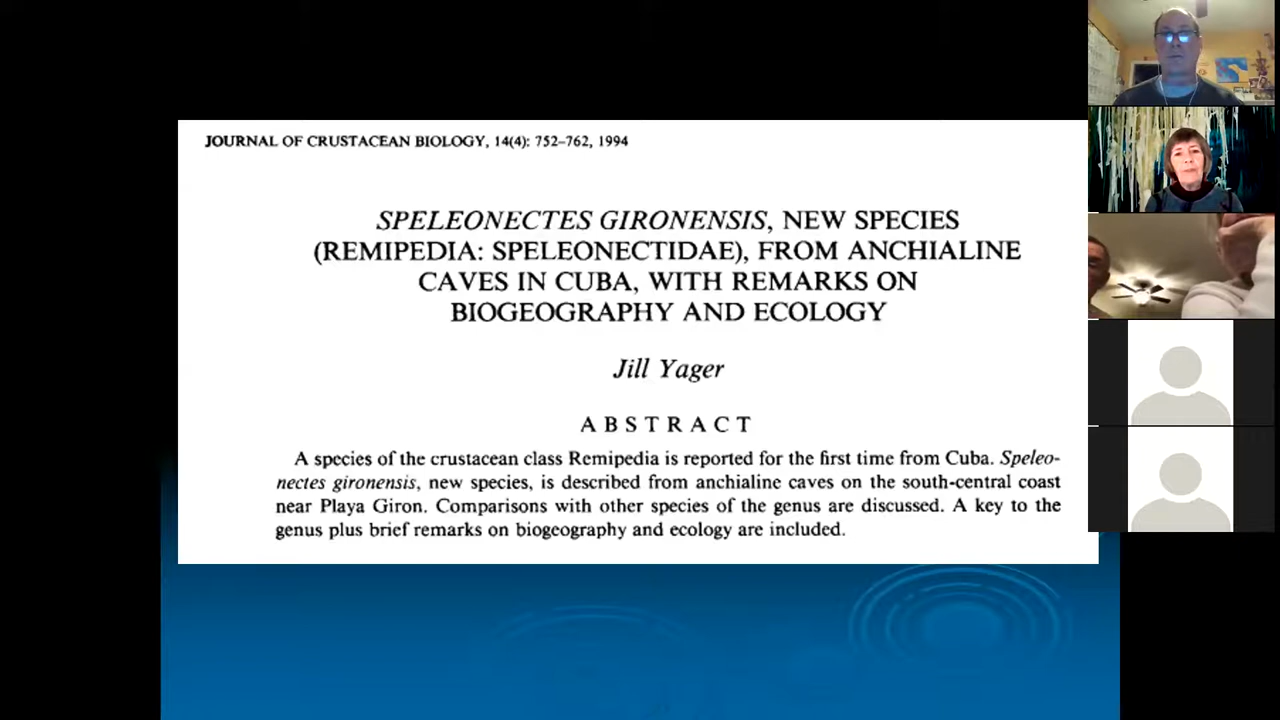 JOURNAL OF CRUSTACEAN BIOLOGY, 14(4): 752–762, 1994
SPELEONECTES GIRONENSIS, NEW SPECIES
(REMIPEDIA: SPELEONECTIDAE), FROM ANCHIALINE
CAVES IN CUBA, WITH REMARKS ON
BIOGEOGRAPHY AND ECOLOGY
Jill Yager
ABSTRACT
A species of the crustacean class Remipedia is reported for the first time from Cuba. Speleo-
nectes gironensis, new species, is described from anchialine caves on the south-central coast
near Playa Giron. Comparisons with other species of the genus are discussed. A key to the
genus plus brief remarks on biogeography and ecology are included.